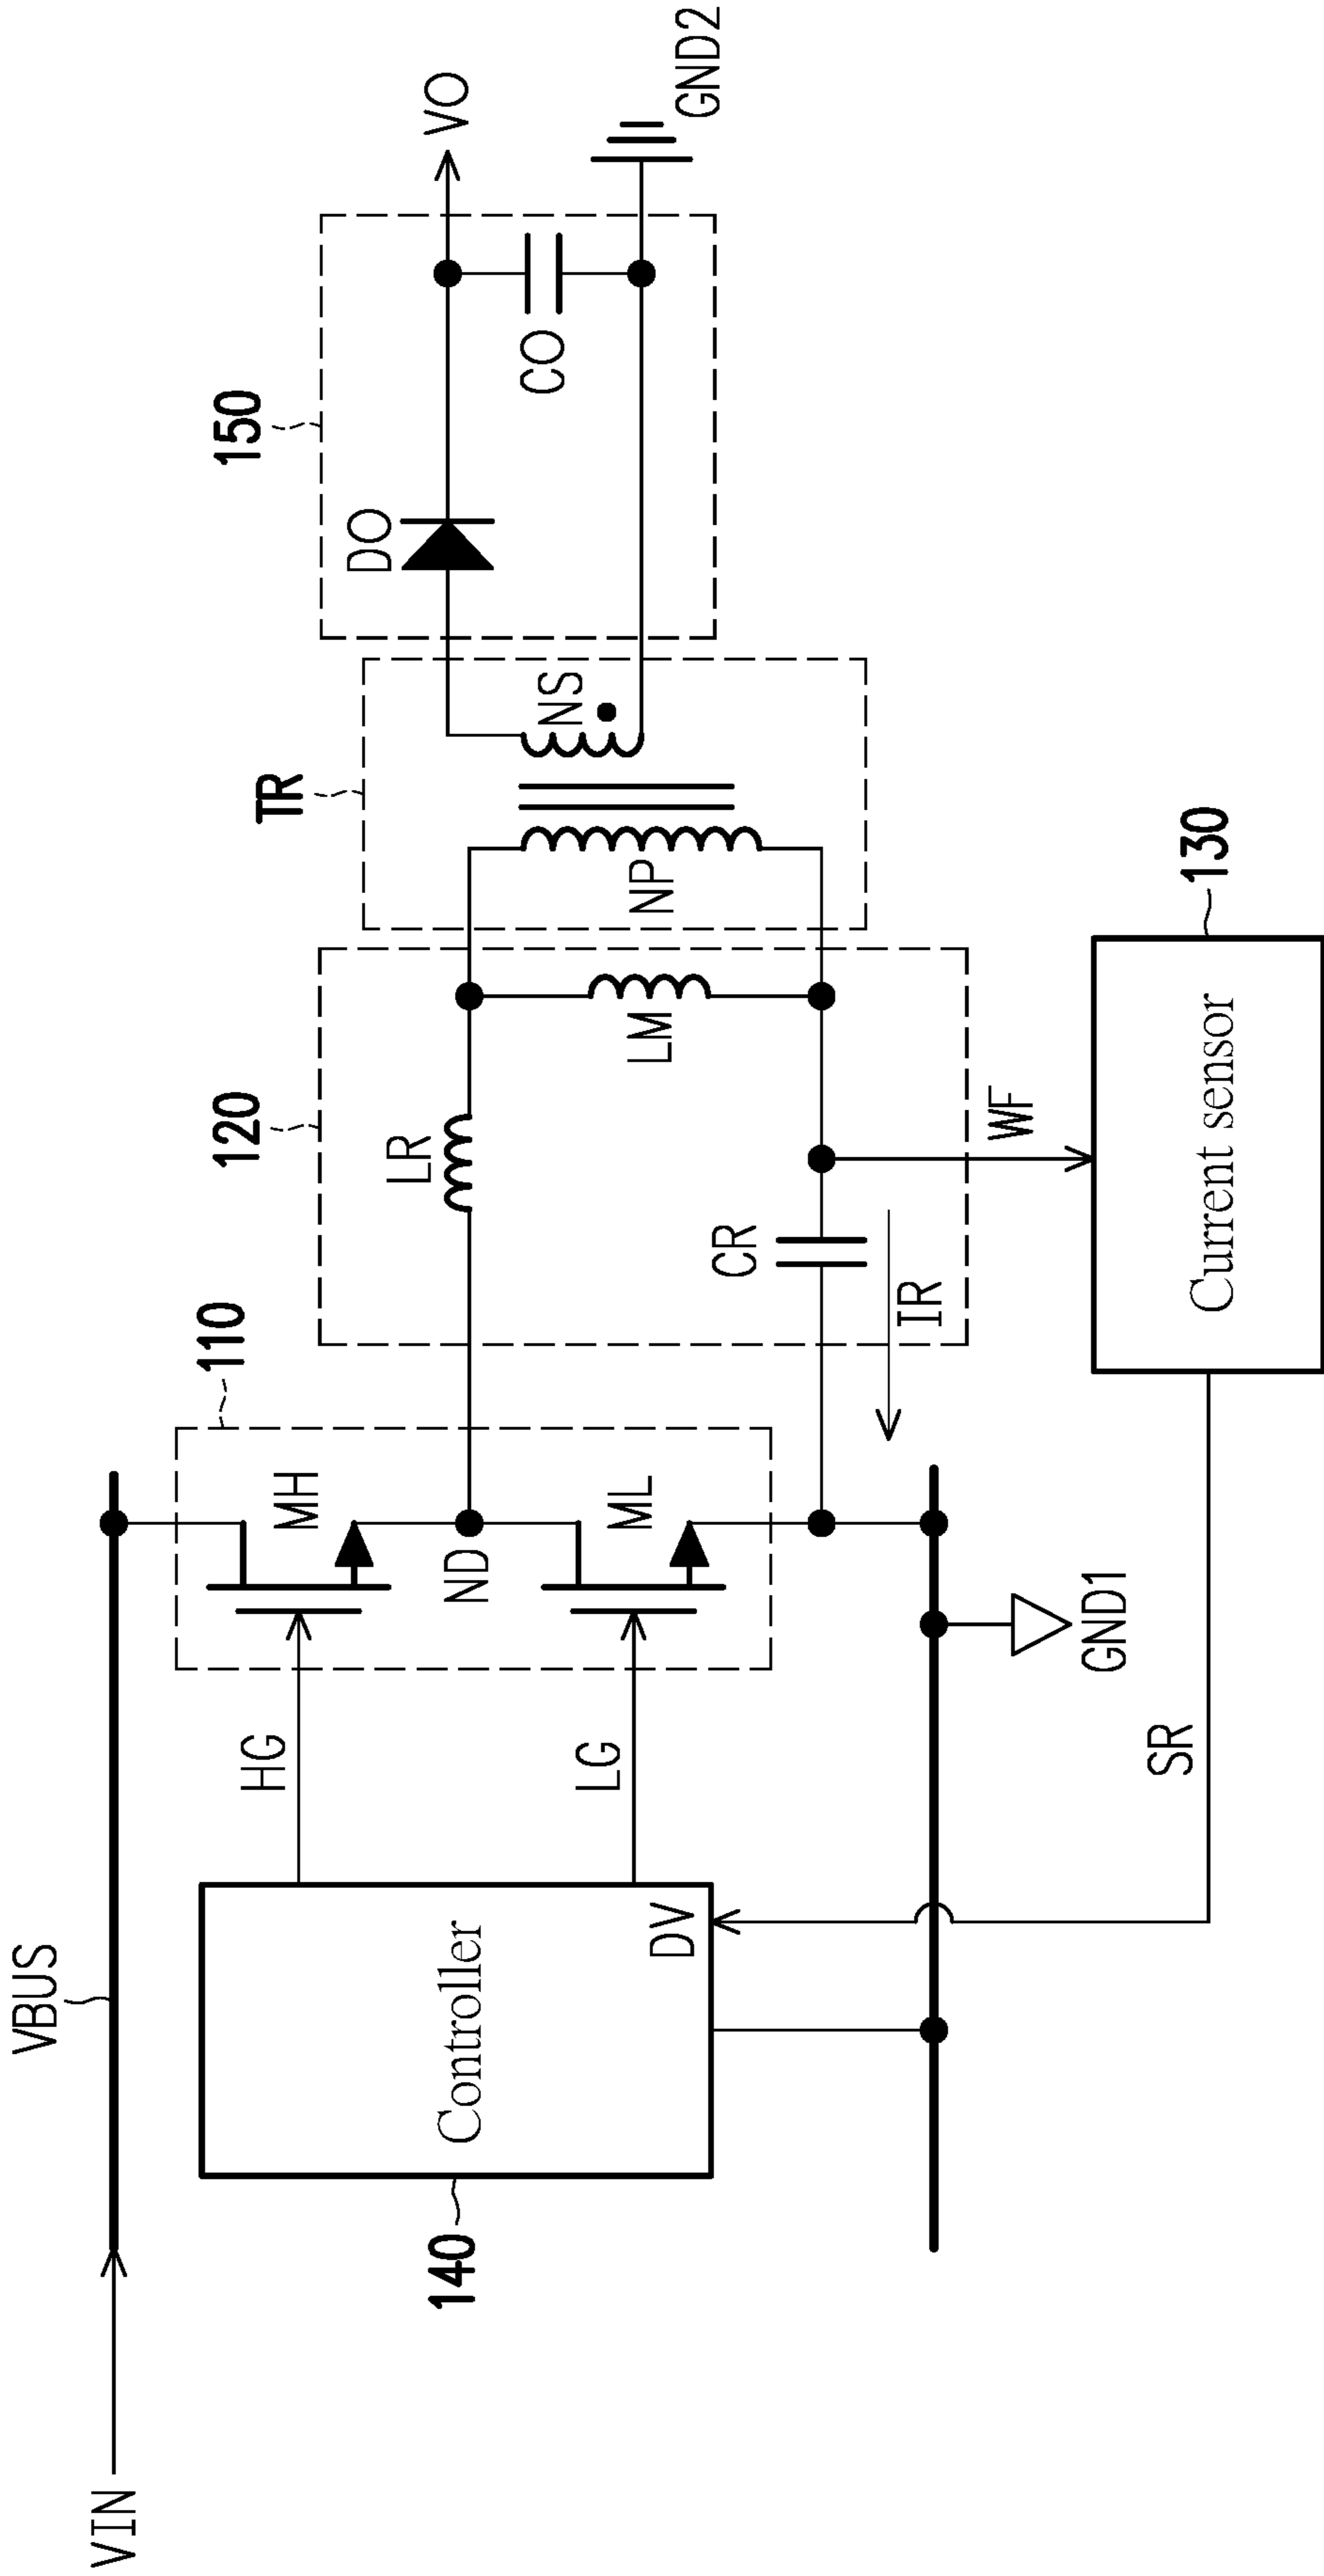 VIN
VBUS
140
Controller
DV
HG
LG
110
MH
ND
ML
GND1
SR
120
LR
LM
CR
IR
WF
130
Current sensor
TR
NP
NS
150
DO
CO
VO
GND2